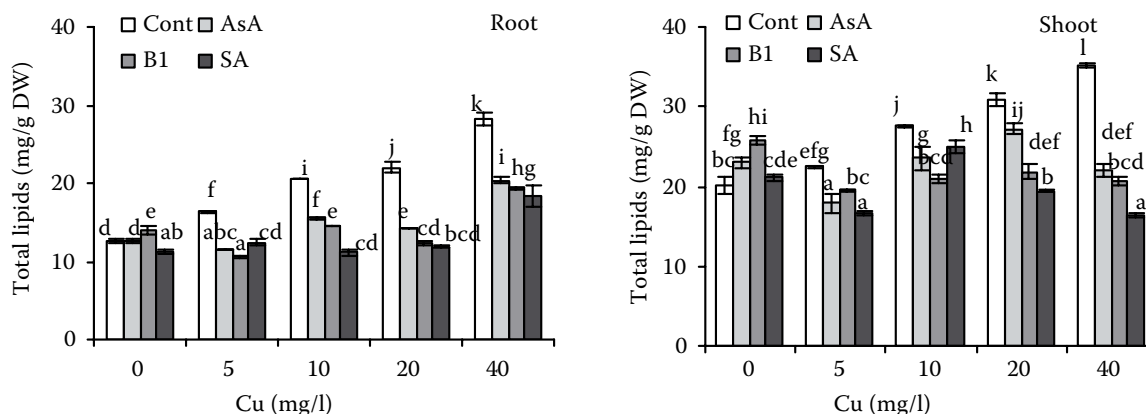 40
30
20
10
0
Total lipids (mg/g DW)
Cont AsA
B1 SA
Root
d d e ab
f abc a cd
i f e cd
j e cd bcd
k i hg
0 5 10 20 40
Cu (mg/l)
40
30
20
10
0
Total lipids (mg/g DW)
Cont AsA
B1 SA
Shoot
bc fg hi cde
efg a bc a
j g bcd h
k ij def b
l def bcd a
0 5 10 20 40
Cu (mg/l)